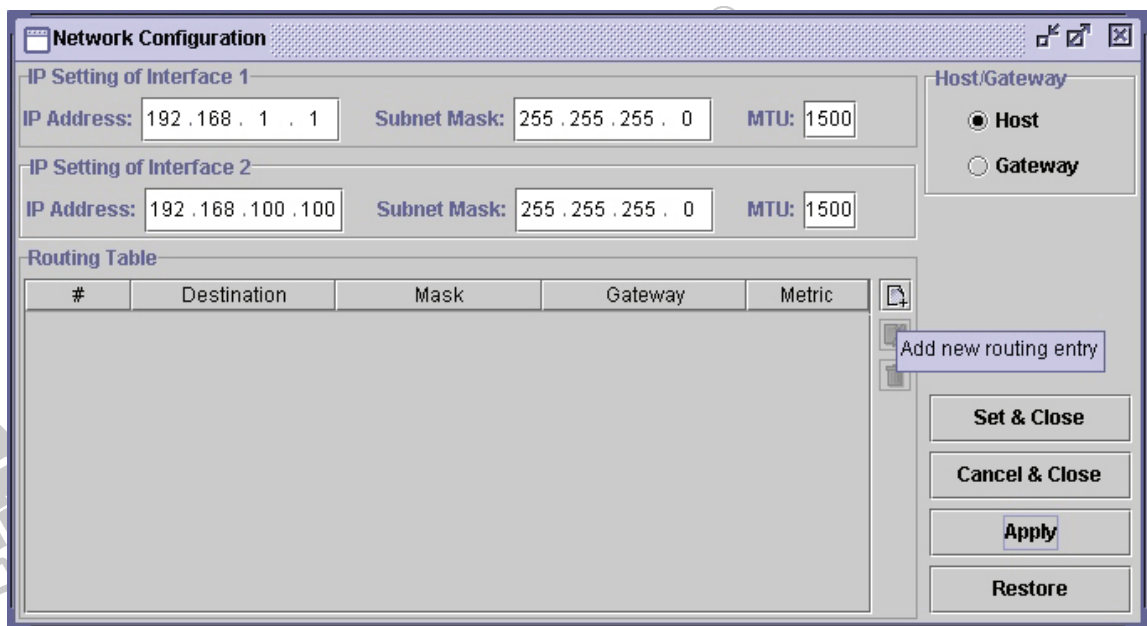 Network Configuration
IP Setting of Interface 1
IP Address: 192 . 168 . 1 . 1 Subnet Mask: 255 . 255 . 255 . 0 MTU: 1500
Host/Gateway
Host
Gateway
IP Setting of Interface 2
IP Address: 192 . 168 . 100 . 100 Subnet Mask: 255 . 255 . 255 . 0 MTU: 1500
Routing Table
# Destination Mask Gateway Metric
Add new routing entry
Set & Close
Cancel & Close
Apply
Restore